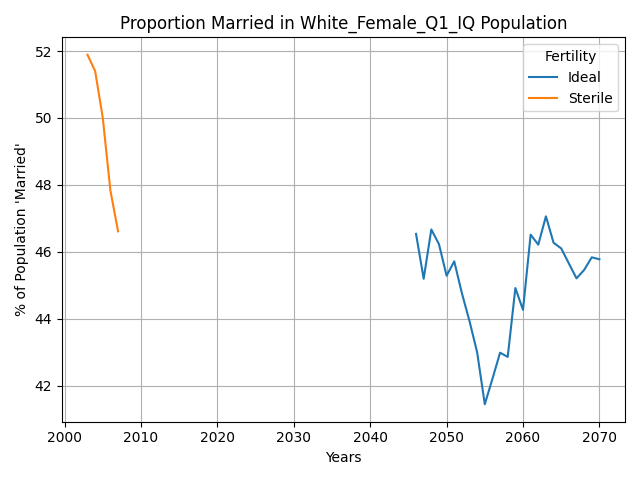 Proportion Married in White_Female_Q1_IQ Population
Fertility
Ideal
Sterile
% of Population 'Married'
52
50
48
46
44
42
2000 2010 2020 2030 2040 2050 2060 2070
Years